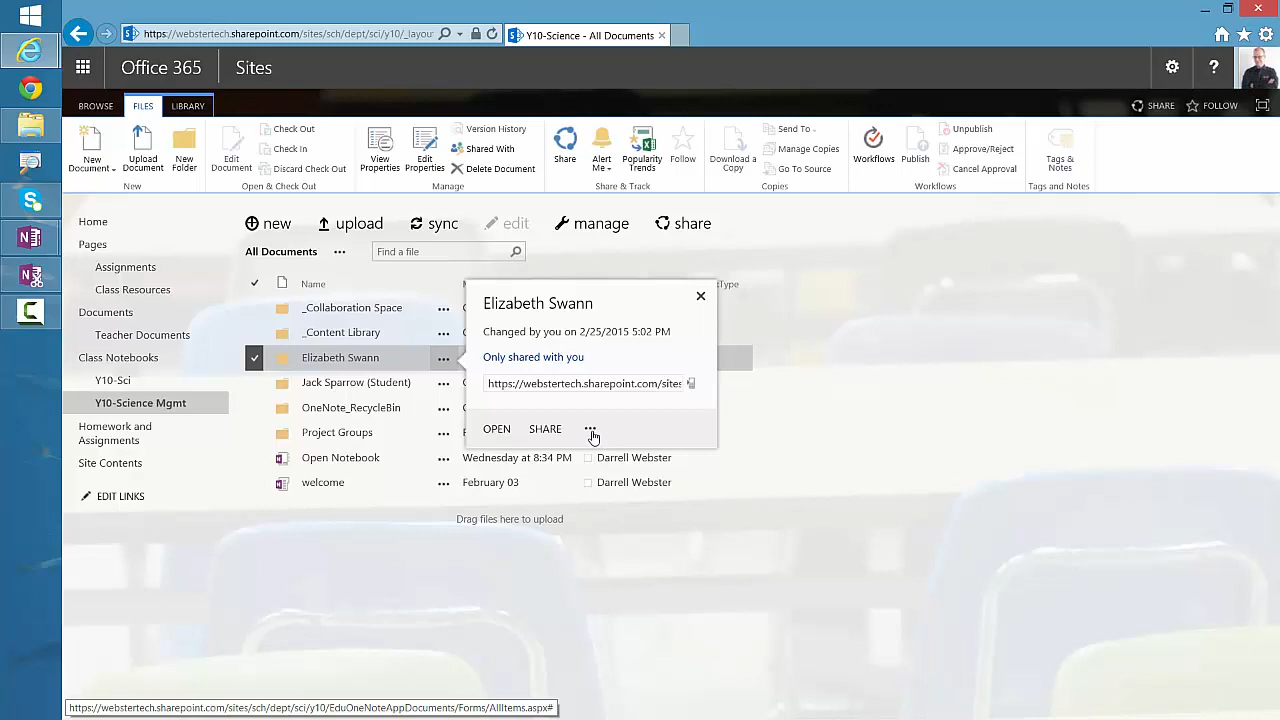 https://webstertech.sharepoint.com/sites/sch/dept/sci/y10/_layou
Y10-Science - All Documents
Office 365
Sites
BROWSE
FILES
LIBRARY
SHARE
FOLLOW
New Document
Upload Document
New Folder
New
Edit Document
Check Out
Check In
Discard Check Out
Open & Check Out
View Properties
Edit Properties
Version History
Shared With
Delete Document
Manage
Share
Alert Me
Popularity Trends
Follow
Share & Track
Download a Copy
Send To
Manage Copies
Go To Source
Copies
Workflows
Publish
Unpublish
Approve/Reject
Cancel Approval
Workflows
Tags & Notes
Tags and Notes
Home
Pages
Assignments
Class Resources
Documents
Teacher Documents
Class Notebooks
Y10-Sci
Y10-Science Mgmt
Homework and
Assignments
Site Contents
EDIT LINKS
new
upload
sync
edit
manage
share
All Documents
Find a file
Name
Type
_Collaboration Space
_Content Library
Elizabeth Swann
Jack Sparrow (Student)
OneNote_RecycleBin
Project Groups
Open Notebook
Wednesday at 8:34 PM
Darrell Webster
welcome
February 03
Darrell Webster
Drag files here to upload
Elizabeth Swann
Changed by you on 2/25/2015 5:02 PM
Only shared with you
https://webstertech.sharepoint.com/sites
OPEN
SHARE
https://webstertech.sharepoint.com/sites/sch/dept/sci/y10/EduOneNoteAppDocuments/Forms/AllItems.aspx#